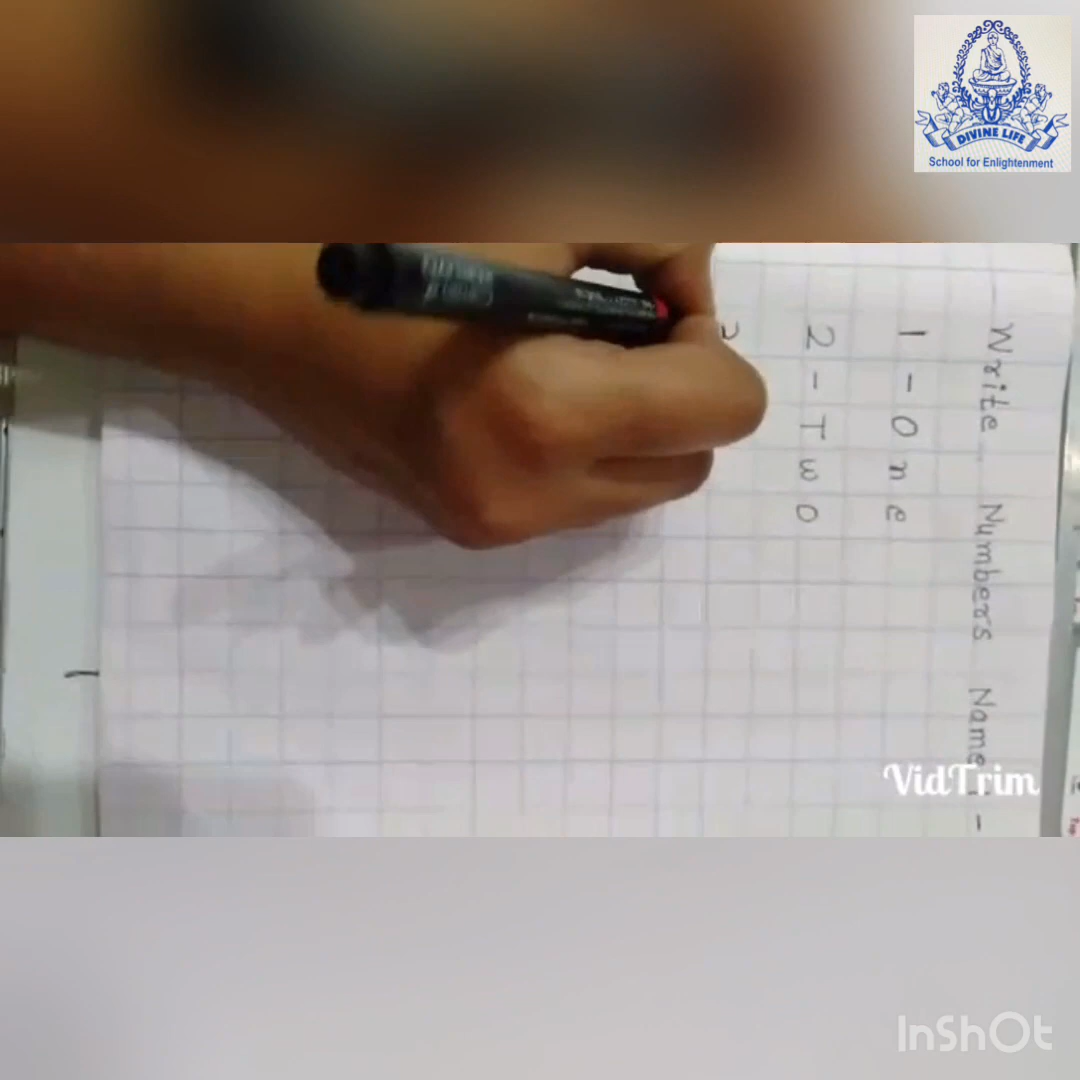 DIVINE LIFE
School for Enlightenment
Write Numbers Name :-
1 - One
2 - Two
VidTrim
InShOt